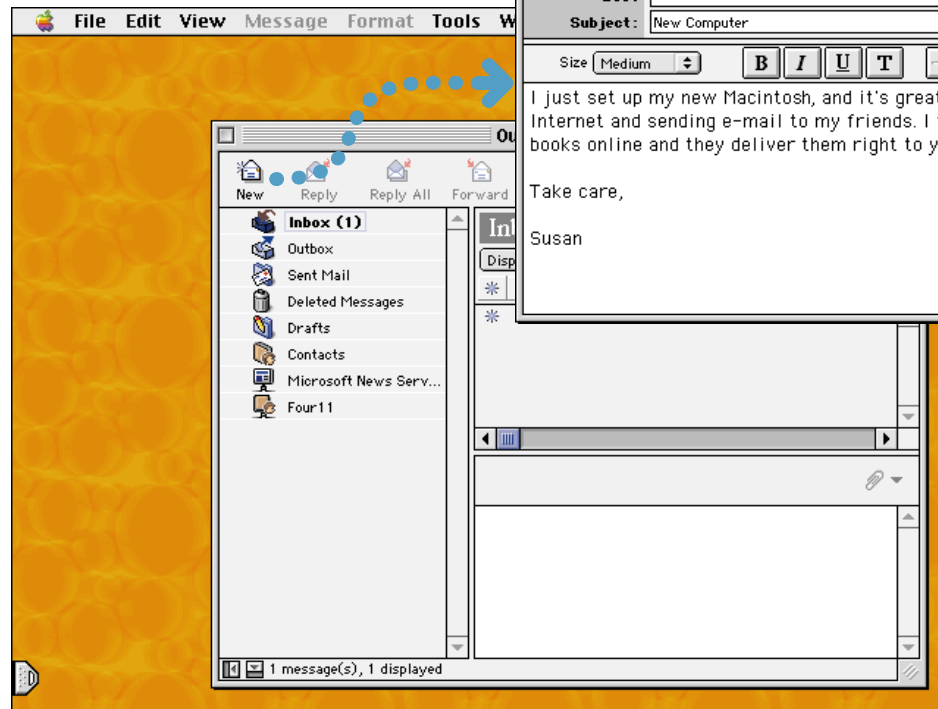 File Edit View Message Format Tools
Subject: New Computer
Size Medium B I U T
I just set up my new Macintosh, and it's great
Internet and sending e-mail to my friends. I
books online and they deliver them right to
Take care,
Susan
New Reply Reply All Forward
Inbox (1)
Outbox
Sent Mail
Deleted Messages
Drafts
Contacts
Microsoft News Serv...
Four11
1 message(s), 1 displayed